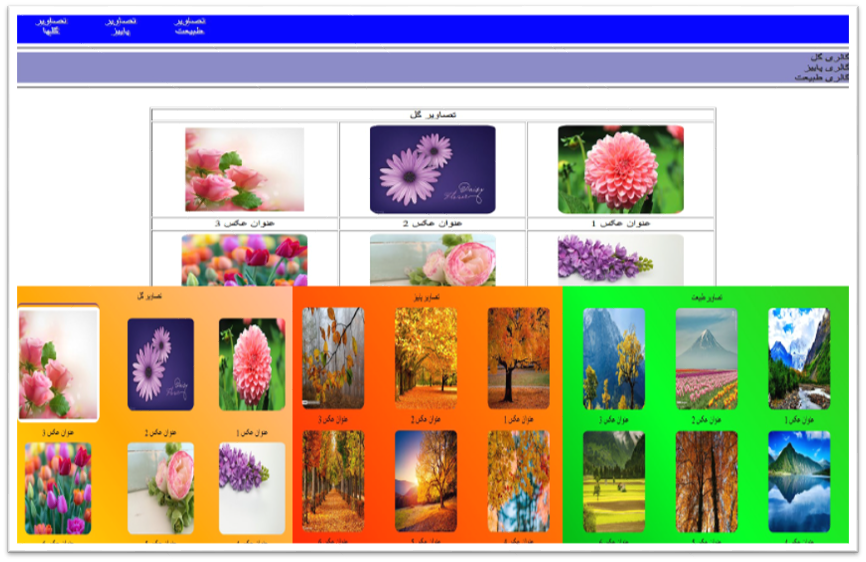 تصاویر طبیعت
تصاویر پاییز
تصاویر گلها
گالری گل
گالری پاییز
گالری طبیعت
تصاویر گل
عنوان عکس 1
عنوان عکس 2
عنوان عکس 3
تصاویر طبیعت
تصاویر پاییز
تصاویر گل
عنوان عکس 1
عنوان عکس 2
عنوان عکس 3
عنوان عکس 1
عنوان عکس 2
عنوان عکس 3
عنوان عکس 1
عنوان عکس 2
عنوان عکس 3